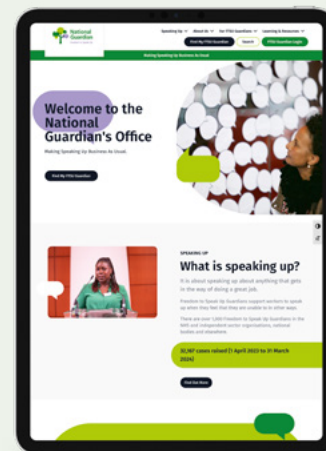 National
Guardian
Speaking Up
About Us
Our FTSU Guardians
Learning & Resources
Find My FTSU Guardian
Search
FTSU Guardian Login
Making Speaking Up Business As Usual
Welcome to the
National
Guardian's Office
Making Speaking Up Business As Usual.
Find My FTSU Guardian
SPEAKING UP
What is speaking up?
It is about speaking up about anything that gets
in the way of doing a great job.
Freedom to Speak Up Guardians support workers to speak
up when they feel that they are unable to in other ways.
There are over 1,300 Freedom to Speak Up Guardians in the
NHS and independent sector organisations, national
bodies and elsewhere.
32,167 cases raised (1 April 2023 to 31 March
2024)
Find Out More